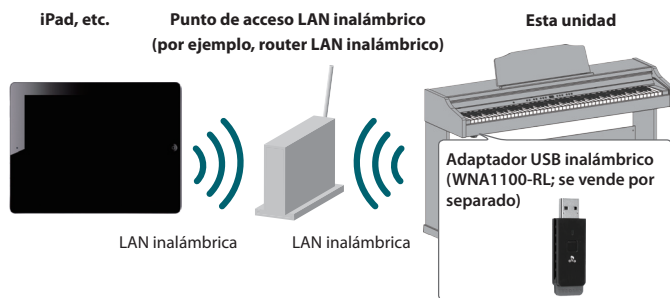 iPad, etc.
Punto de acceso LAN inalámbrico
(por ejemplo, router LAN inalámbrico)
Esta unidad
Adaptador USB inalámbrico
(WNA1100-RL; se vende por
separado)
LAN inalámbrica
LAN inalámbrica